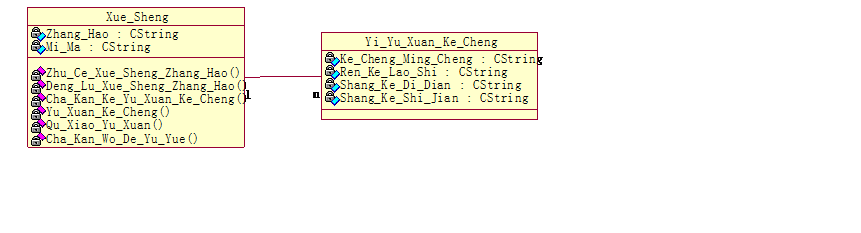 Xue_Sheng
Zhang_Hao : CString
Mi_Ma : CString
Zhu_Ce_Xue_Sheng_Zhang_Hao()
Deng_Lu_Xue_Sheng_Zhang_Hao()
Cha_Kan_Ke_Yu_Xuan_Ke_Cheng()
Yu_Xuan_Ke_Cheng()
Qu_Xiao_Yu_Xuan()
Cha_Kan_Wo_De_Yu_Yue()
1
n
Yi_Yu_Xuan_Ke_Cheng
Ke_Cheng_Ming_Cheng : CString
Ren_Ke_Lao_Shi : CString
Shang_Ke_Di_Dian : CString
Shang_Ke_Shi_Jian : CString